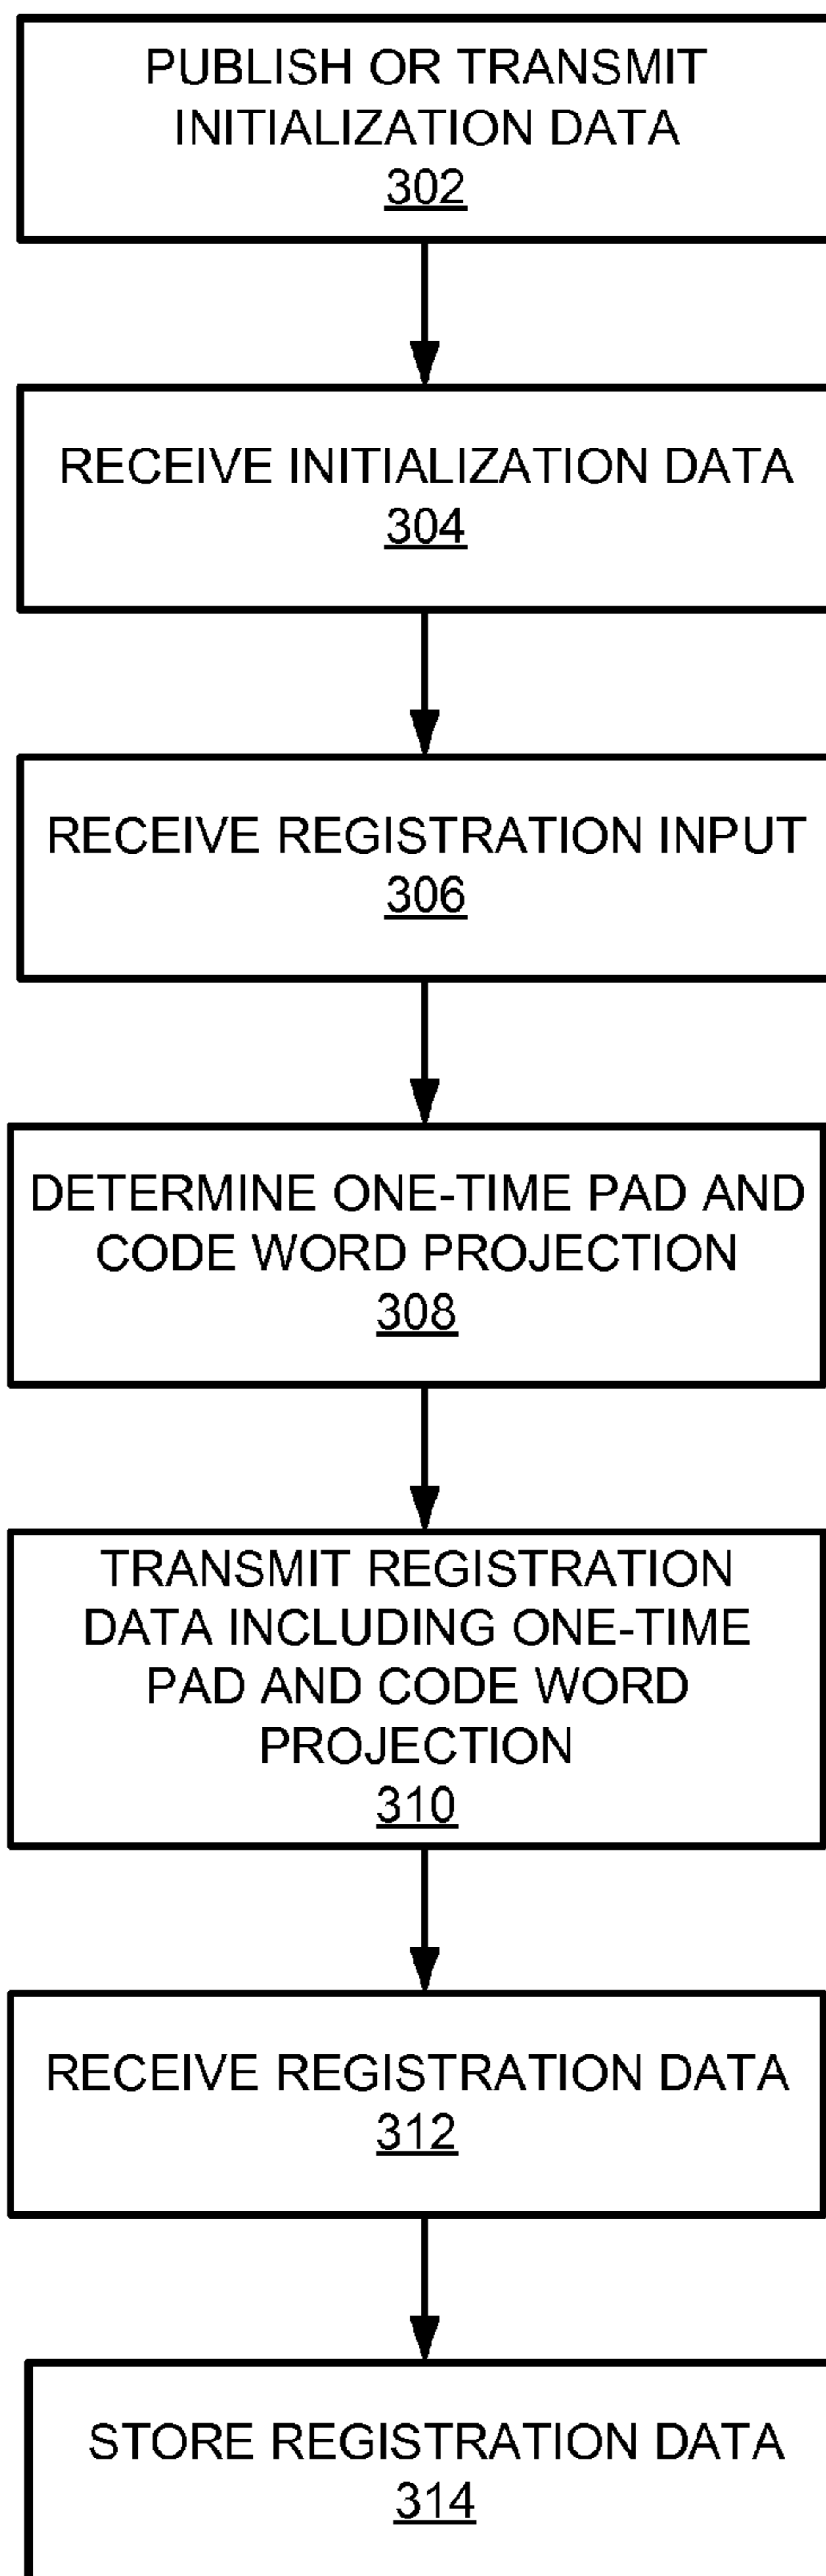 PUBLISH OR TRANSMIT
INITIALIZATION DATA
302
RECEIVE INITIALIZATION DATA
304
RECEIVE REGISTRATION INPUT
306
DETERMINE ONE-TIME PAD AND
CODE WORD PROJECTION
308
TRANSMIT REGISTRATION
DATA INCLUDING ONE-TIME
PAD AND CODE WORD
PROJECTION
310
RECEIVE REGISTRATION DATA
312
STORE REGISTRATION DATA
314